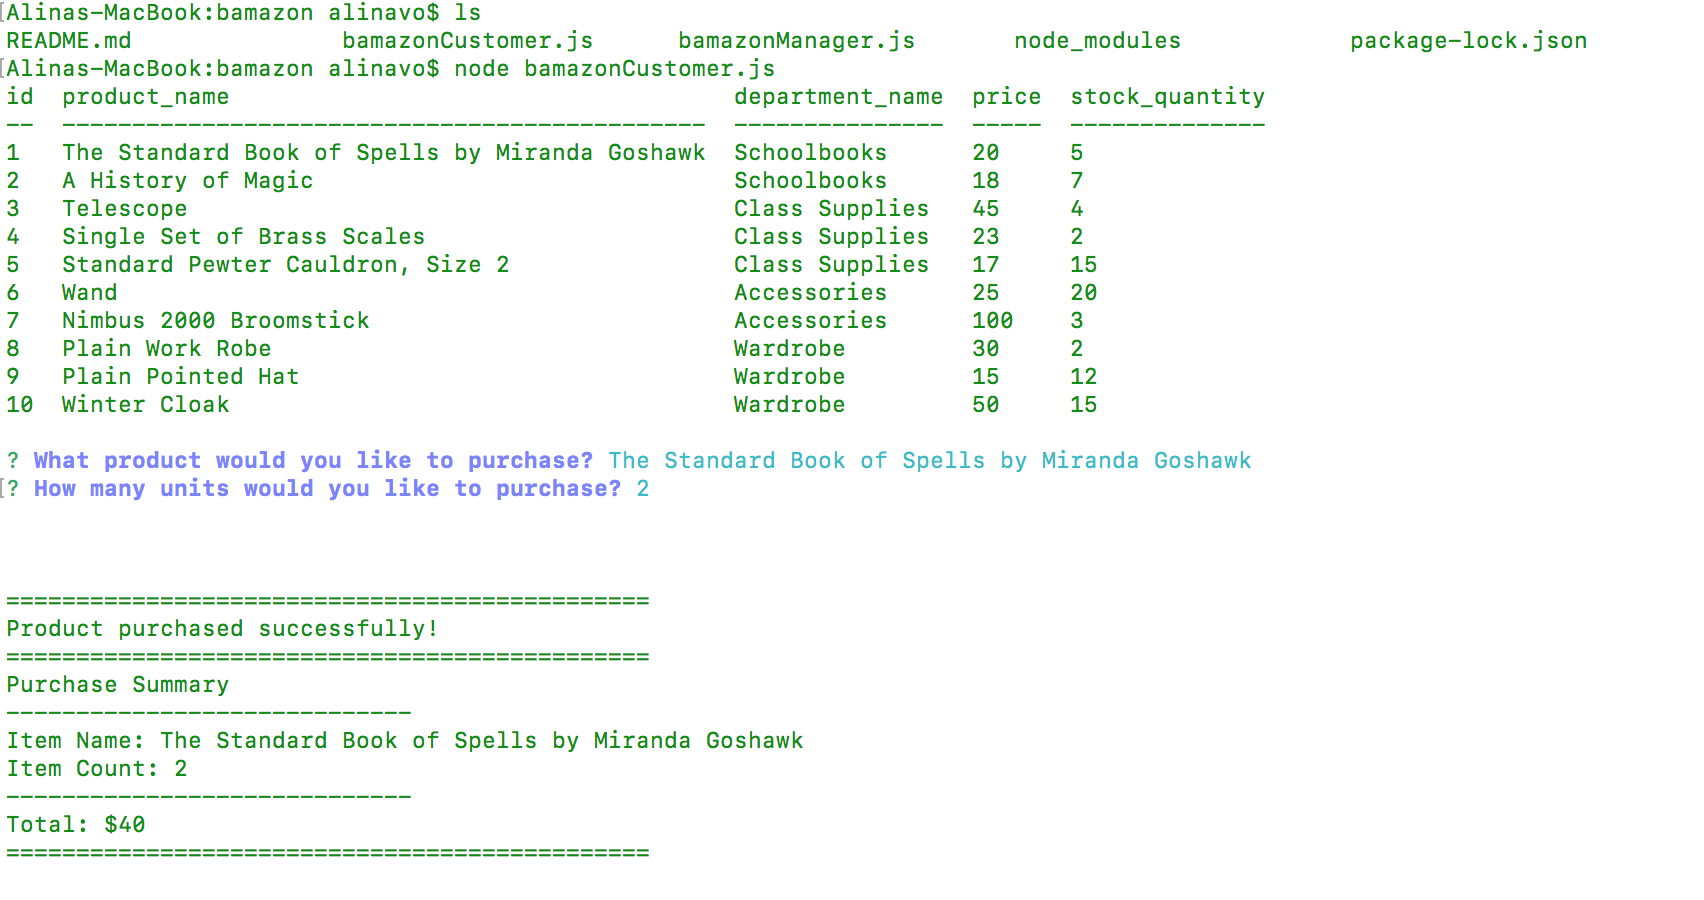 Alinas-MacBook:bamazon alinavo$ ls
README.md               bamazonCustomer.js      bamazonManager.js       node_modules            package-lock.json
Alinas-MacBook:bamazon alinavo$ node bamazonCustomer.js
id  product_name                                    department_name  price  stock_quantity
--  ----------------------------------------------  ---------------  -----  --------------
1   The Standard Book of Spells by Miranda Goshawk  Schoolbooks      20     5
2   A History of Magic                              Schoolbooks      18     7
3   Telescope                                       Class Supplies   45     4
4   Single Set of Brass Scales                      Class Supplies   23     2
5   Standard Pewter Cauldron, Size 2                Class Supplies   17     15
6   Wand                                            Accessories      25     20
7   Nimbus 2000 Broomstick                          Accessories      100    3
8   Plain Work Robe                                 Wardrobe         30     2
9   Plain Pointed Hat                               Wardrobe         15     12
10  Winter Cloak                                    Wardrobe         50     15
? What product would you like to purchase? The Standard Book of Spells by Miranda Goshawk
? How many units would you like to purchase? 2
==============================================
Product purchased successfully!
==============================================
Purchase Summary
-----------------------------
Item Name: The Standard Book of Spells by Miranda Goshawk
Item Count: 2
-----------------------------
Total: $40
==============================================